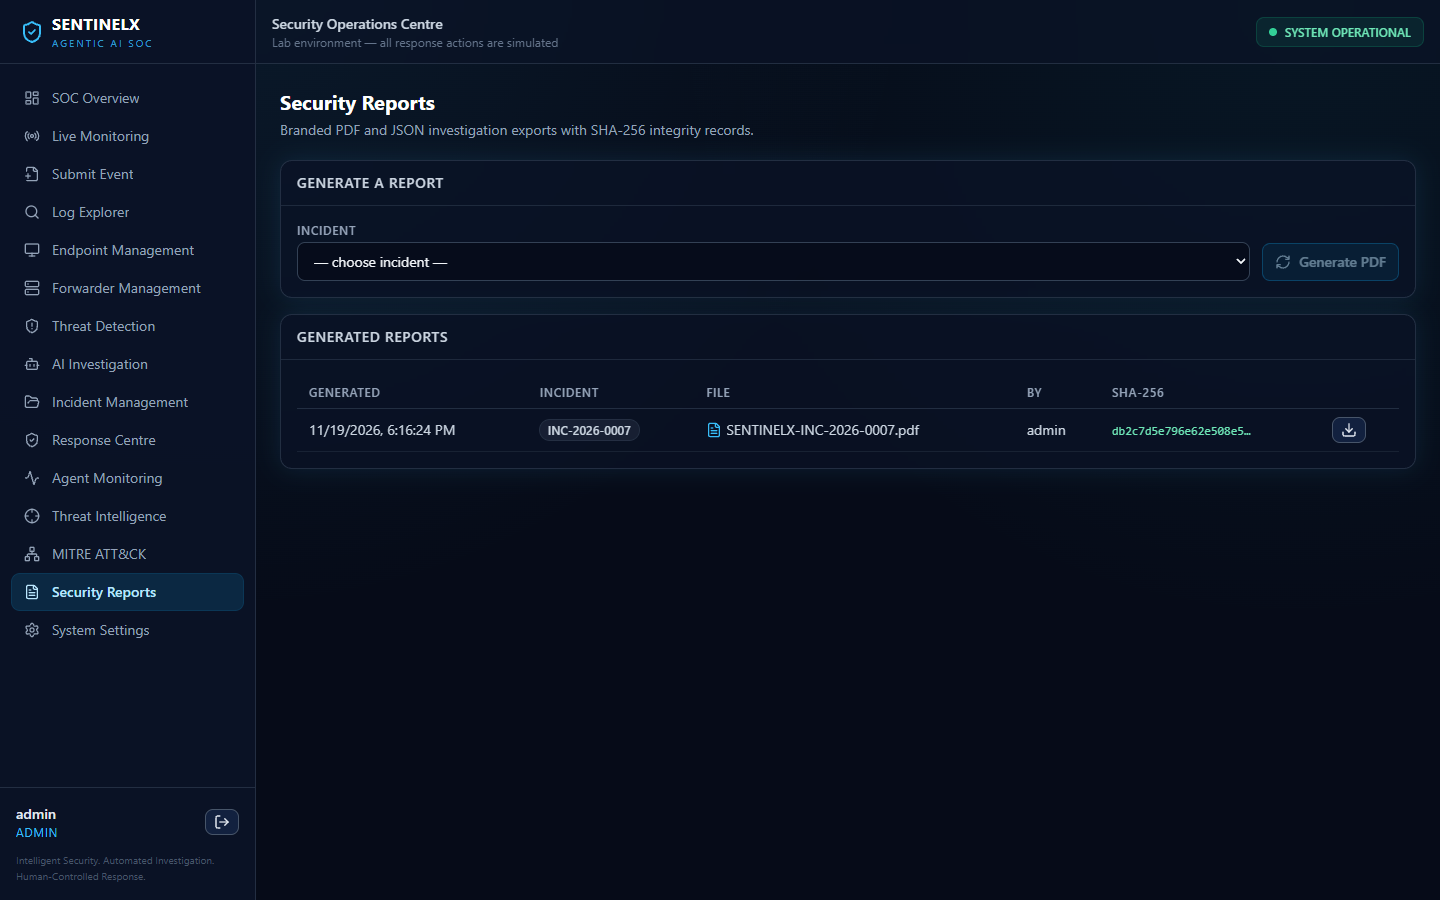 SENTINELX
AGENTIC AI SOC
Security Operations Centre
Lab environment — all response actions are simulated
SYSTEM OPERATIONAL
SOC Overview
Live Monitoring
Submit Event
Log Explorer
Endpoint Management
Forwarder Management
Threat Detection
AI Investigation
Incident Management
Response Centre
Agent Monitoring
Threat Intelligence
MITRE ATT&CK
Security Reports
System Settings
admin
ADMIN
Intelligent Security. Automated Investigation.
Human-Controlled Response.
Security Reports
Branded PDF and JSON investigation exports with SHA-256 integrity records.
GENERATE A REPORT
INCIDENT
— choose incident —
Generate PDF
GENERATED REPORTS
GENERATED INCIDENT FILE BY SHA-256
11/19/2026, 6:16:24 PM INC-2026-0007 SENTINELX-INC-2026-0007.pdf admin db2c7d5e796e62e508e5…